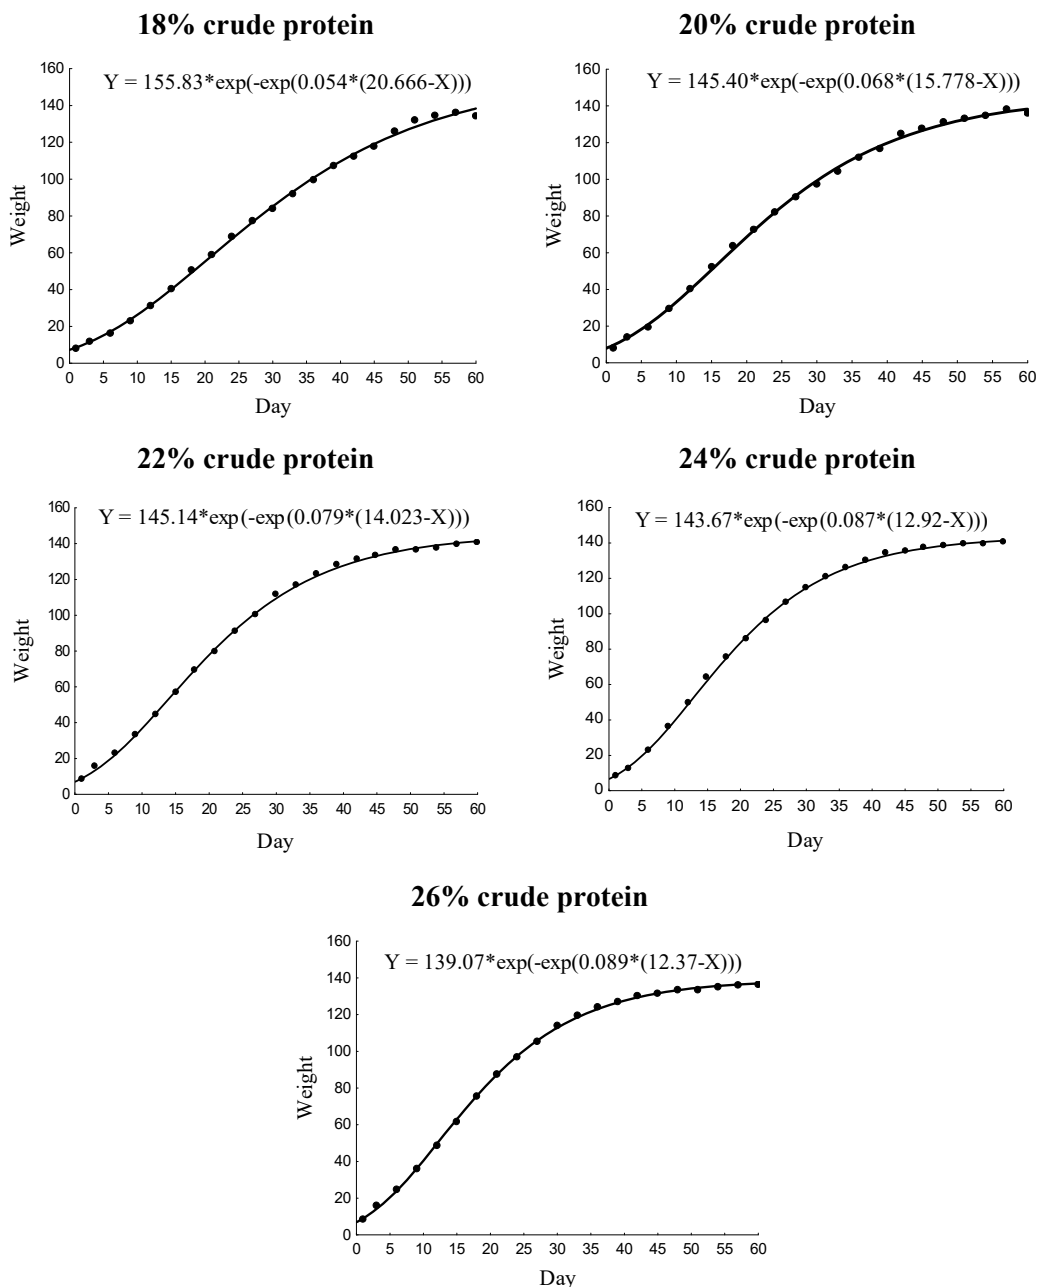 18% crude protein
Y = 155.83*exp(-exp(0.054*(20.666-X)))
160
140
120
100
80
60
40
20
0
Weight
0 5 10 15 20 25 30 35 40 45 50 55 60
Day
20% crude protein
Y = 145.40*exp(-exp(0.068*(15.778-X)))
160
140
120
100
80
60
40
20
0
Weight
0 5 10 15 20 25 30 35 40 45 50 55 60
Day
22% crude protein
Y = 145.14*exp(-exp(0.079*(14.023-X)))
160
140
120
100
80
60
40
20
0
Weight
0 5 10 15 20 25 30 35 40 45 50 55 60
Day
24% crude protein
Y = 143.67*exp(-exp(0.087*(12.92-X)))
160
140
120
100
80
60
40
20
0
Weight
0 5 10 15 20 25 30 35 40 45 50 55 60
Day
26% crude protein
Y = 139.07*exp(-exp(0.089*(12.37-X)))
160
140
120
100
80
60
40
20
0
Weight
0 5 10 15 20 25 30 35 40 45 50 55 60
Day